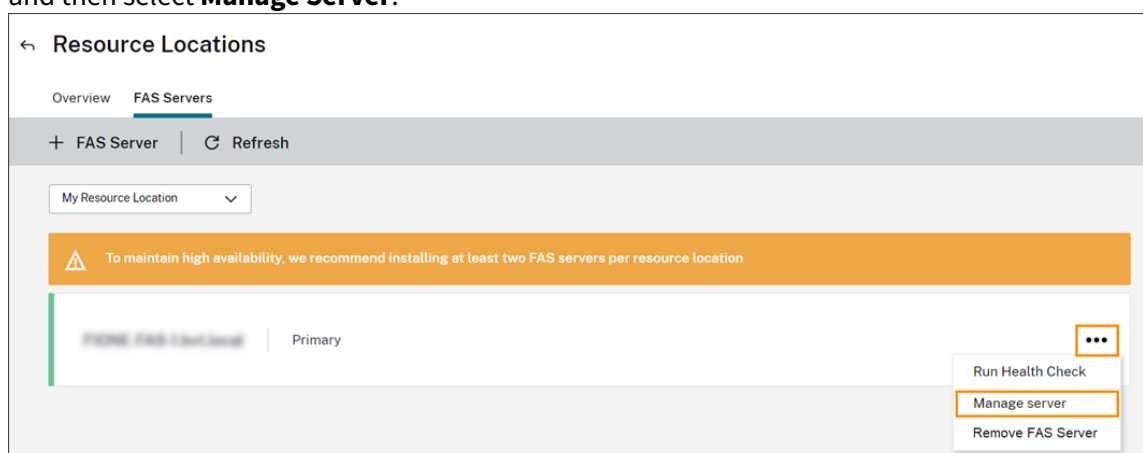 and then select Manage Server.
Resource Locations
Overview FAS Servers
+ FAS Server Refresh
My Resource Location
To maintain high availability, we recommend installing at least two FAS servers per resource location
Primary
Run Health Check
Manage server
Remove FAS Server